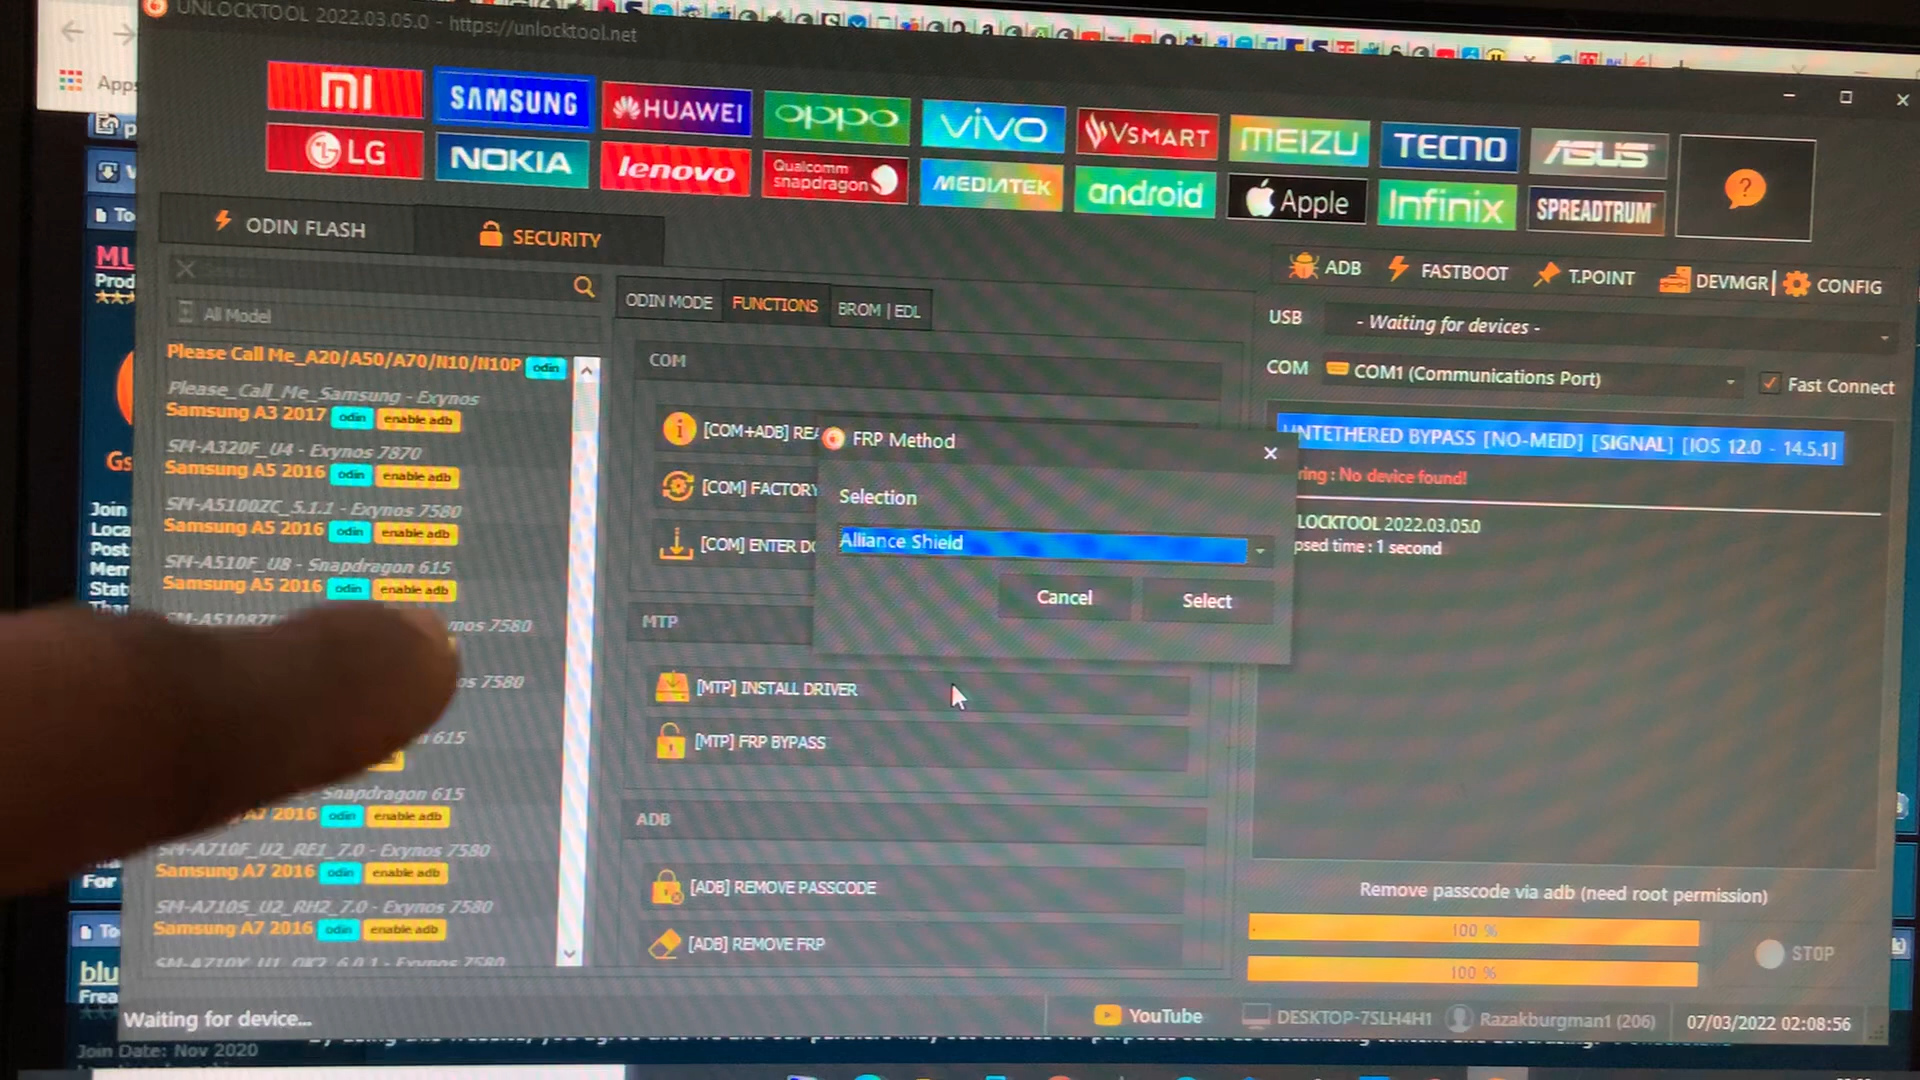 UNLOCKTOOL 2022.03.05.0 - https://unlocktool.net
Apps
mi
SAMSUNG
HUAWEI
oppo
vivo
VSMART
MEIZU
TECNO
ASUS
LG
NOKIA
lenovo
Qualcomm
snapdragon
MEDIATEK
android
Apple
Infinix
SPREADTRUM
?
ODIN FLASH
SECURITY
ADB
FASTBOOT
T.POINT
DEVMGR
CONFIG
All Model
ODIN MODE
FUNCTIONS
BROM | EDL
USB
- Waiting for devices -
COM
COM1 (Communications Port)
Fast Connect
Please Call Me_A20/A50/A70/N10/N10P odin
Please_Call_Me_Samsung - Exynos
Samsung A3 2017 odin enable adb
SM-A320F_U4 - Exynos 7870
Samsung A5 2016 odin enable adb
SM-A5100ZC_5.1.1 - Exynos 7580
Samsung A5 2016 odin enable adb
SM-A510F_U8 - Snapdragon 615
Samsung A5 2016 odin enable adb
7580
7580
615
Snapdragon 615
A7 2016 odin enable adb
SM-A710F_U2_RE1_7.0 - Exynos 7580
Samsung A7 2016 odin enable adb
SM-A710S_U2_RH2_7.0 - Exynos 7580
Samsung A7 2016 odin enable adb
COM
[COM+ADB]
[COM] FACTORY
[COM] ENTER
MTP
[MTP] INSTALL DRIVER
[MTP] FRP BYPASS
ADB
[ADB] REMOVE PASSCODE
[ADB] REMOVE FRP
FRP Method
Selection
Alliance Shield
Cancel
Select
UNTETHERED BYPASS [NO-MEID] [SIGNAL] [IOS 12.0 - 14.5.1]
: No device found!
LOCKTOOL 2022.03.05.0
time : 1 second
Remove passcode via adb (need root permission)
100 %
100 %
STOP
Waiting for device...
YouTube
DESKTOP-7SLH4H1
Razakburgman1 (206)
07/03/2022 02:08:56
Join
For
blu
Join Date: Nov 2020